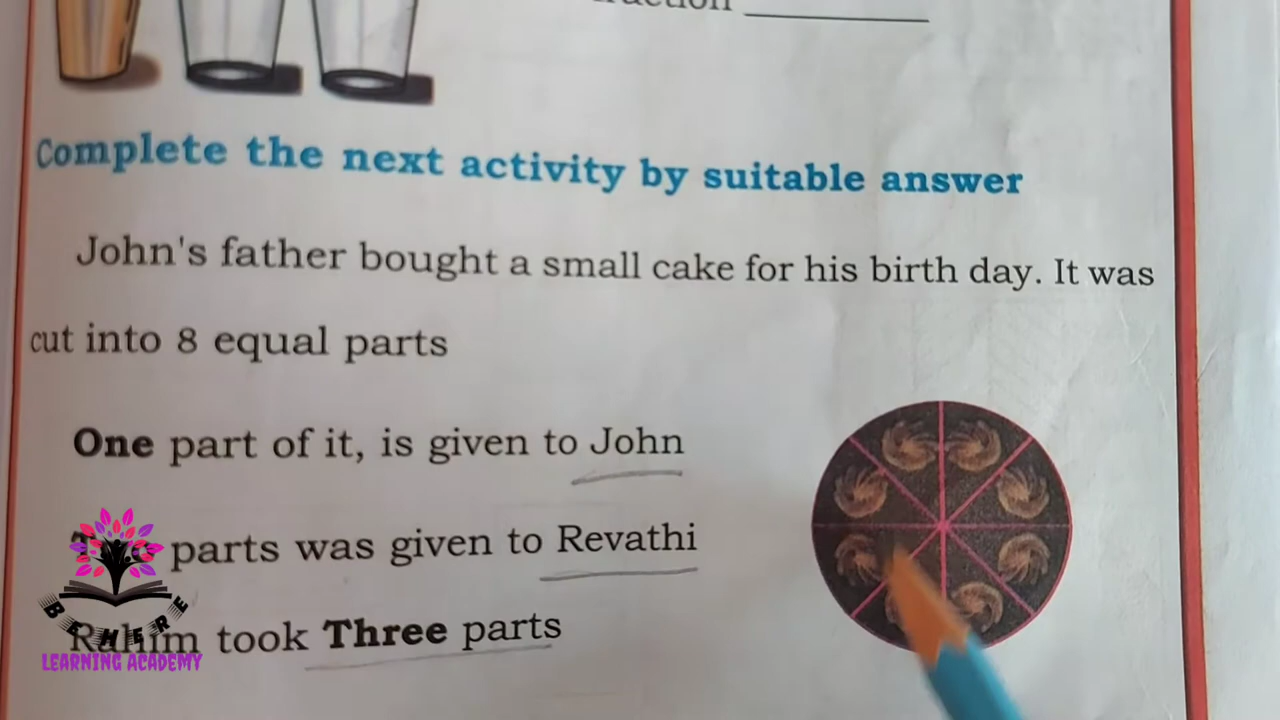 Complete the next activity by suitable answer
John's father bought a small cake for his birth day. It was
cut into 8 equal parts
One part of it, is given to John
parts was given to Revathi
Rahim took Three parts
BEHERE
LEARNING ACADEMY